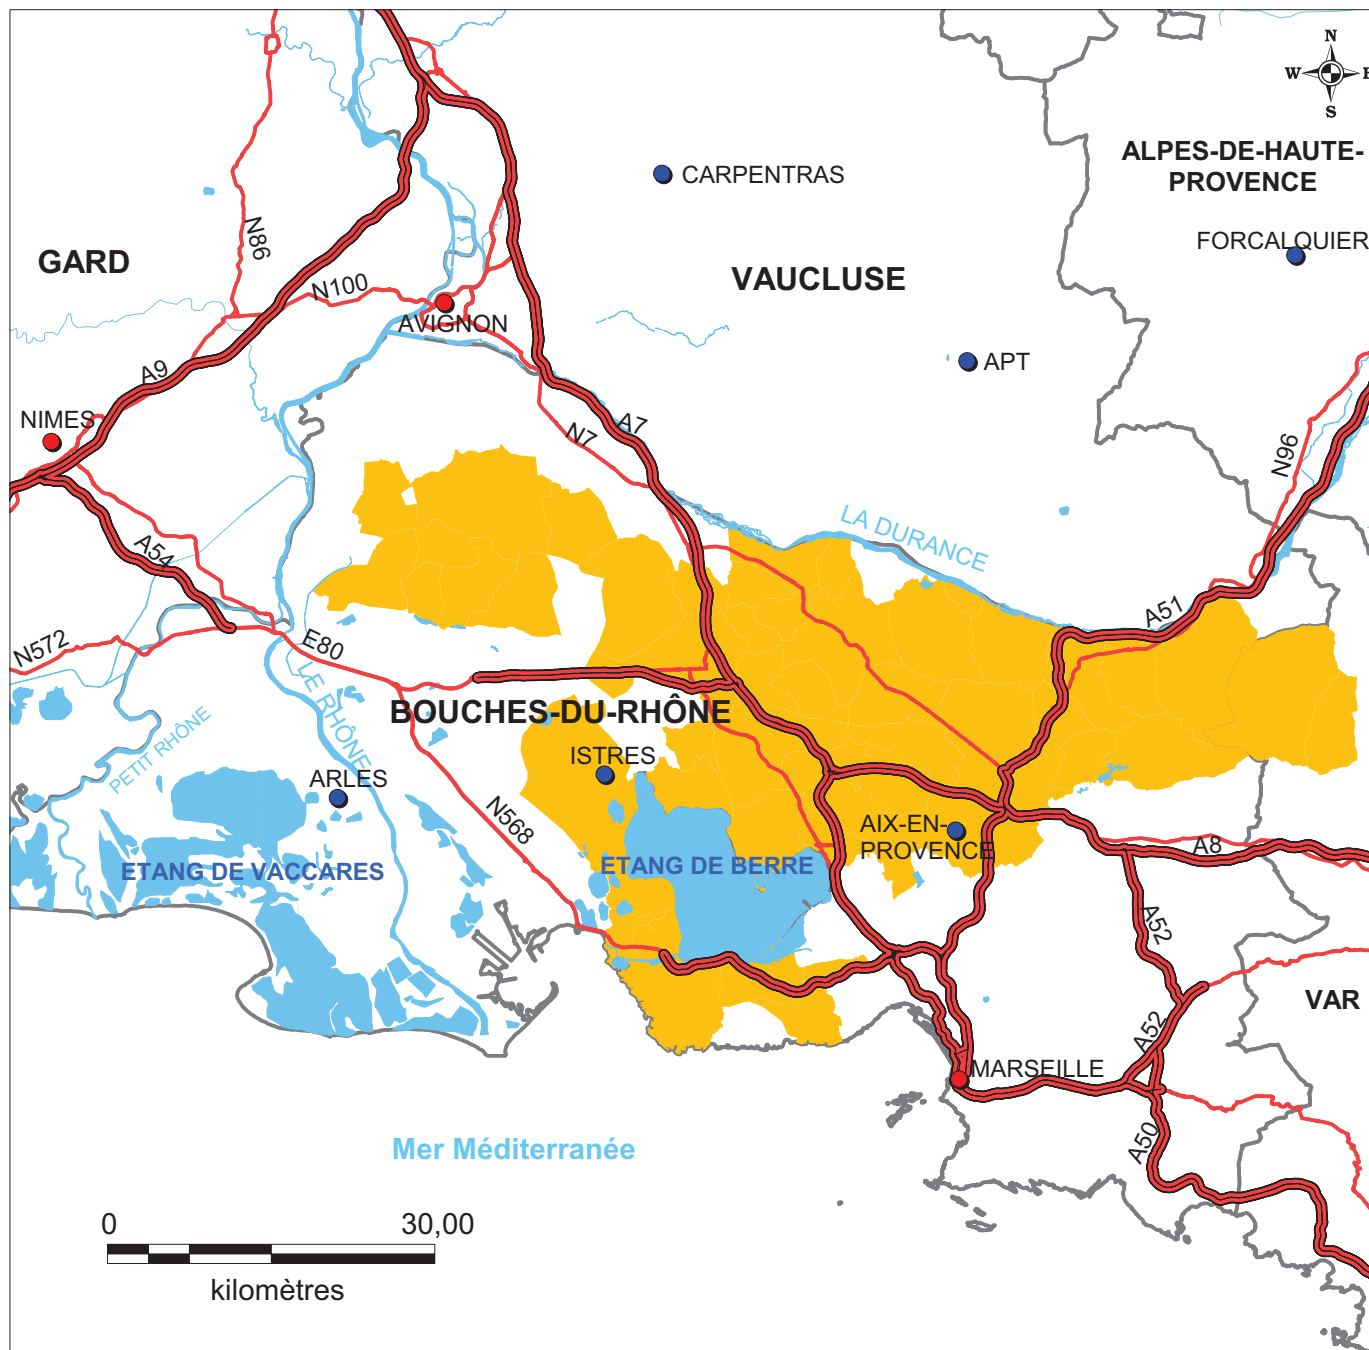 N
W
E
S
ALPES-DE-HAUTE-
PROVENCE
CARPENTRAS
FORCALQUIER
N86
GARD
VAUCLUSE
N100
AVIGNON
APT
A9
NIMES
A7
N7
N96
LA DURANCE
A54
A51
N572
E80
LE RHÔNE
PETIT RHÔNE
BOUCHES-DU-RHÔNE
ISTRES
ARLES
N568
AIX-EN-
PROVENCE
A8
ETANG DE VACCARES
ETANG DE BERRE
A52
VAR
A52
MARSEILLE
A50
Mer Méditerranée
0
30,00
kilomètres